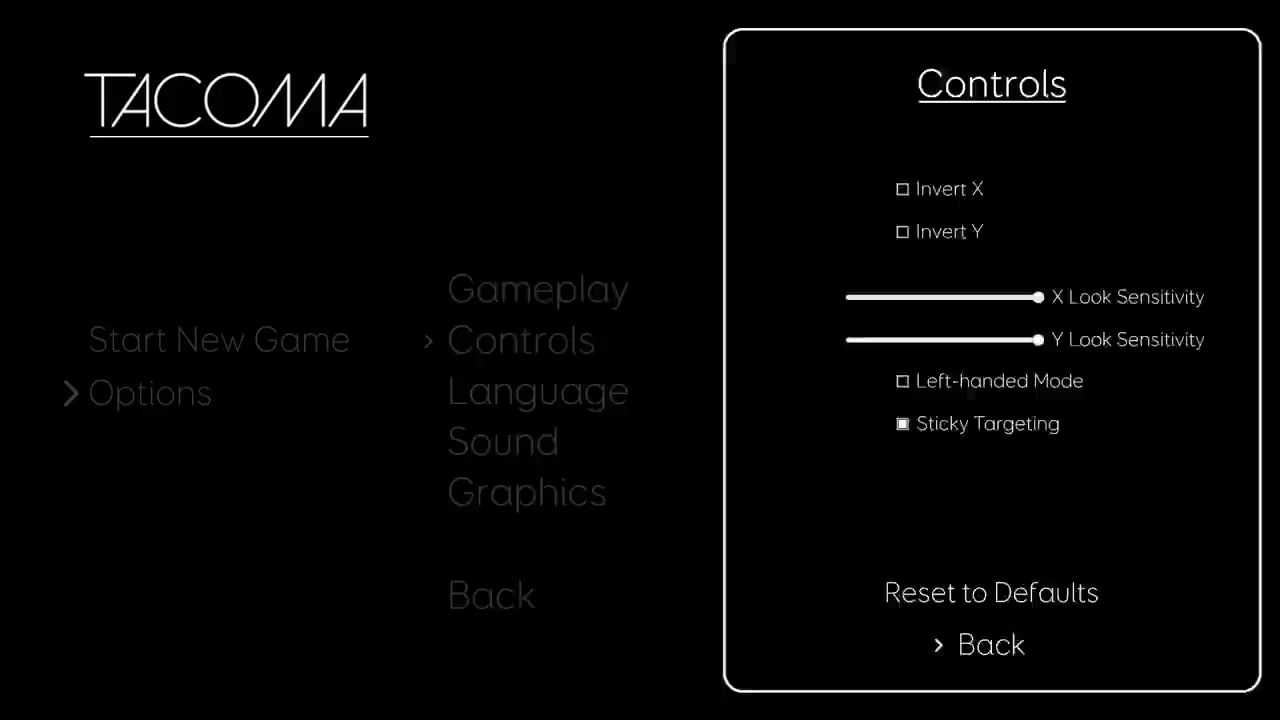 TACOMA
Start New Game
Options
Gameplay
Controls
Language
Sound
Graphics
Back
Controls
Invert X
Invert Y
X Look Sensitivity
Y Look Sensitivity
Left-handed Mode
Sticky Targeting
Reset to Defaults
Back